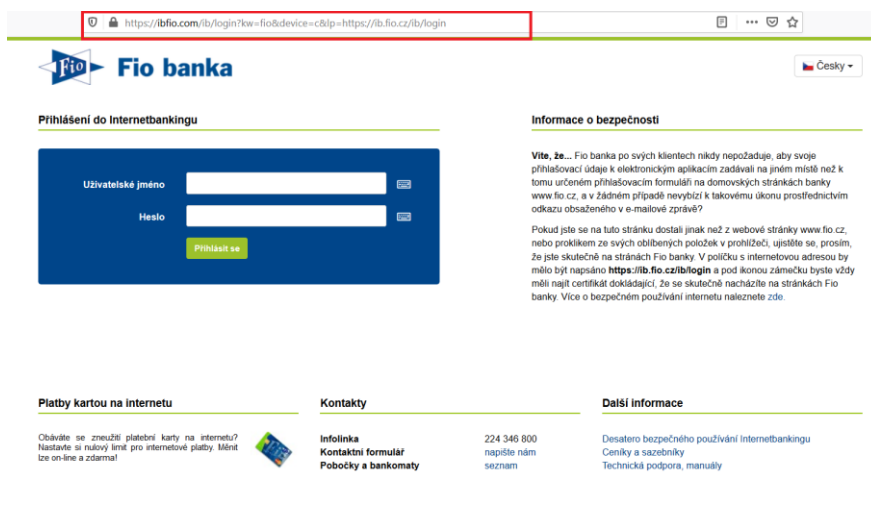 https://ibfio.com/ib/login?kw=fio&device=c&lp=https://ib.fio.cz/ib/login
Fio Fio banka
Česky
Přihlášení do Internetbankingu
Uživatelské jméno
Heslo
Přihlásit se
Informace o bezpečnosti
Víte, že... Fio banka po svých klientech nikdy nepožaduje, aby svoje
přihlašovací údaje k elektronickým aplikacím zadávali na jiném místě než k
tomu určeném přihlašovacím formuláři na domovských stránkách banky
www.fio.cz, a v žádném případě nevybízí k takovému úkonu prostřednictvím
odkazu obsaženého v e-mailové zprávě?
Pokud jste se na tuto stránku dostali jinak než z webové stránky www.fio.cz,
nebo proklikem ze svých oblíbených položek v prohlížeči, ujistěte se, prosím,
že jste skutečně na stránkách Fio banky. V políčku s internetovou adresou by
mělo být napsáno https://ib.fio.cz/ib/login a pod ikonou zámečku byste vždy
měli najít certifikát dokládající, že se skutečně nacházíte na stránkách Fio
banky. Více o bezpečném používání internetu naleznete zde.
Platby kartou na internetu
Obáváte se zneužití platební karty na internetu?
Nastavte si nulový limit pro internetové platby. Měnit
lze on-line a zdarma!
Kontakty
Infolinka 224 346 800
Kontaktní formulář napište nám
Pobočky a bankomaty seznam
Další informace
Desatero bezpečného používání Internetbankingu
Ceníky a sazebníky
Technická podpora, manuály